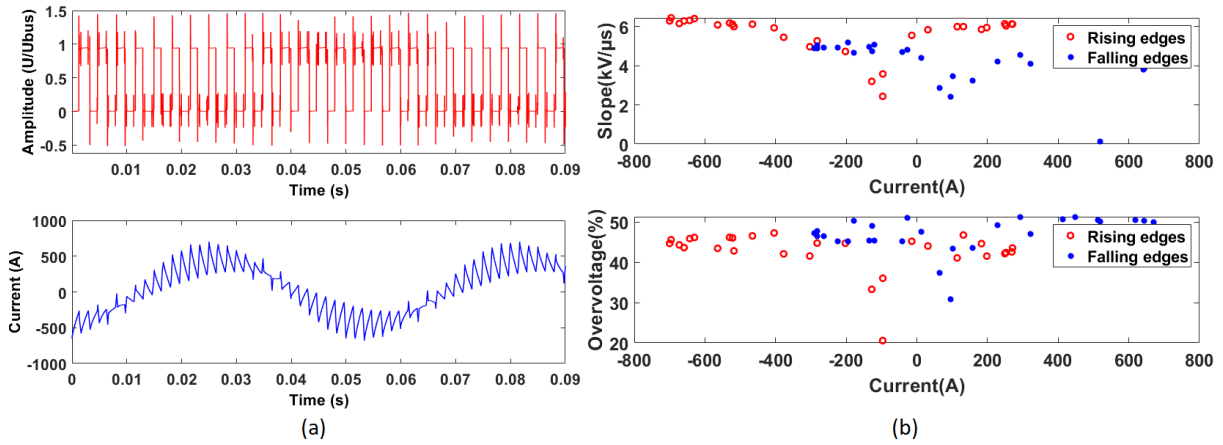 Amplitude (U/Ubus)
1.5
1
0.5
0
-0.5
0.01 0.02 0.03 0.04 0.05 0.06 0.07 0.08 0.09
Time (s)
Current (A)
1000
500
0
-500
-1000
0 0.01 0.02 0.03 0.04 0.05 0.06 0.07 0.08 0.09
Time (s)
(a)
Slope(kV/µs)
6
4
2
0
-800 -600 -400 -200 0 200 400 600 800
Current(A)
Rising edges
Falling edges
Overvoltage(%)
50
40
30
20
-800 -600 -400 -200 0 200 400 600 800
Current(A)
Rising edges
Falling edges
(b)